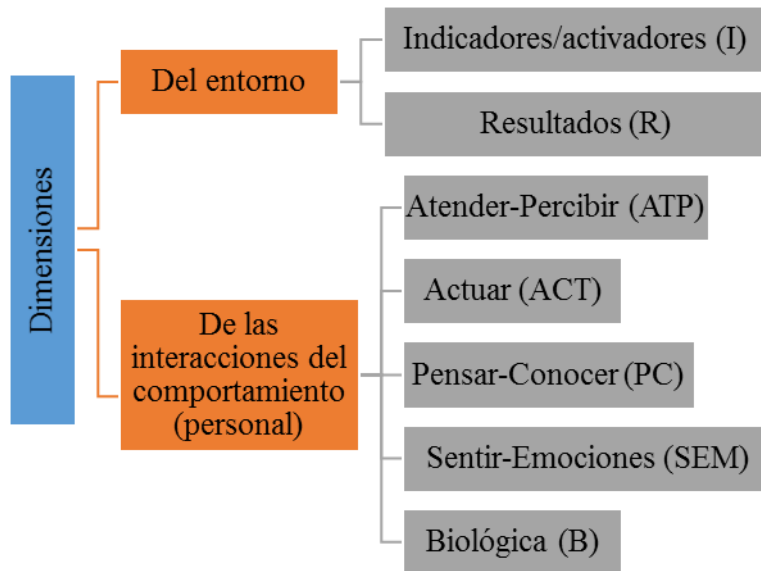 Dimensiones
Del entorno
Indicadores/activadores (I)
Resultados (R)
De las
interacciones del
comportamiento
(personal)
Atender-Percibir (ATP)
Actuar (ACT)
Pensar-Conocer (PC)
Sentir-Emociones (SEM)
Biológica (B)